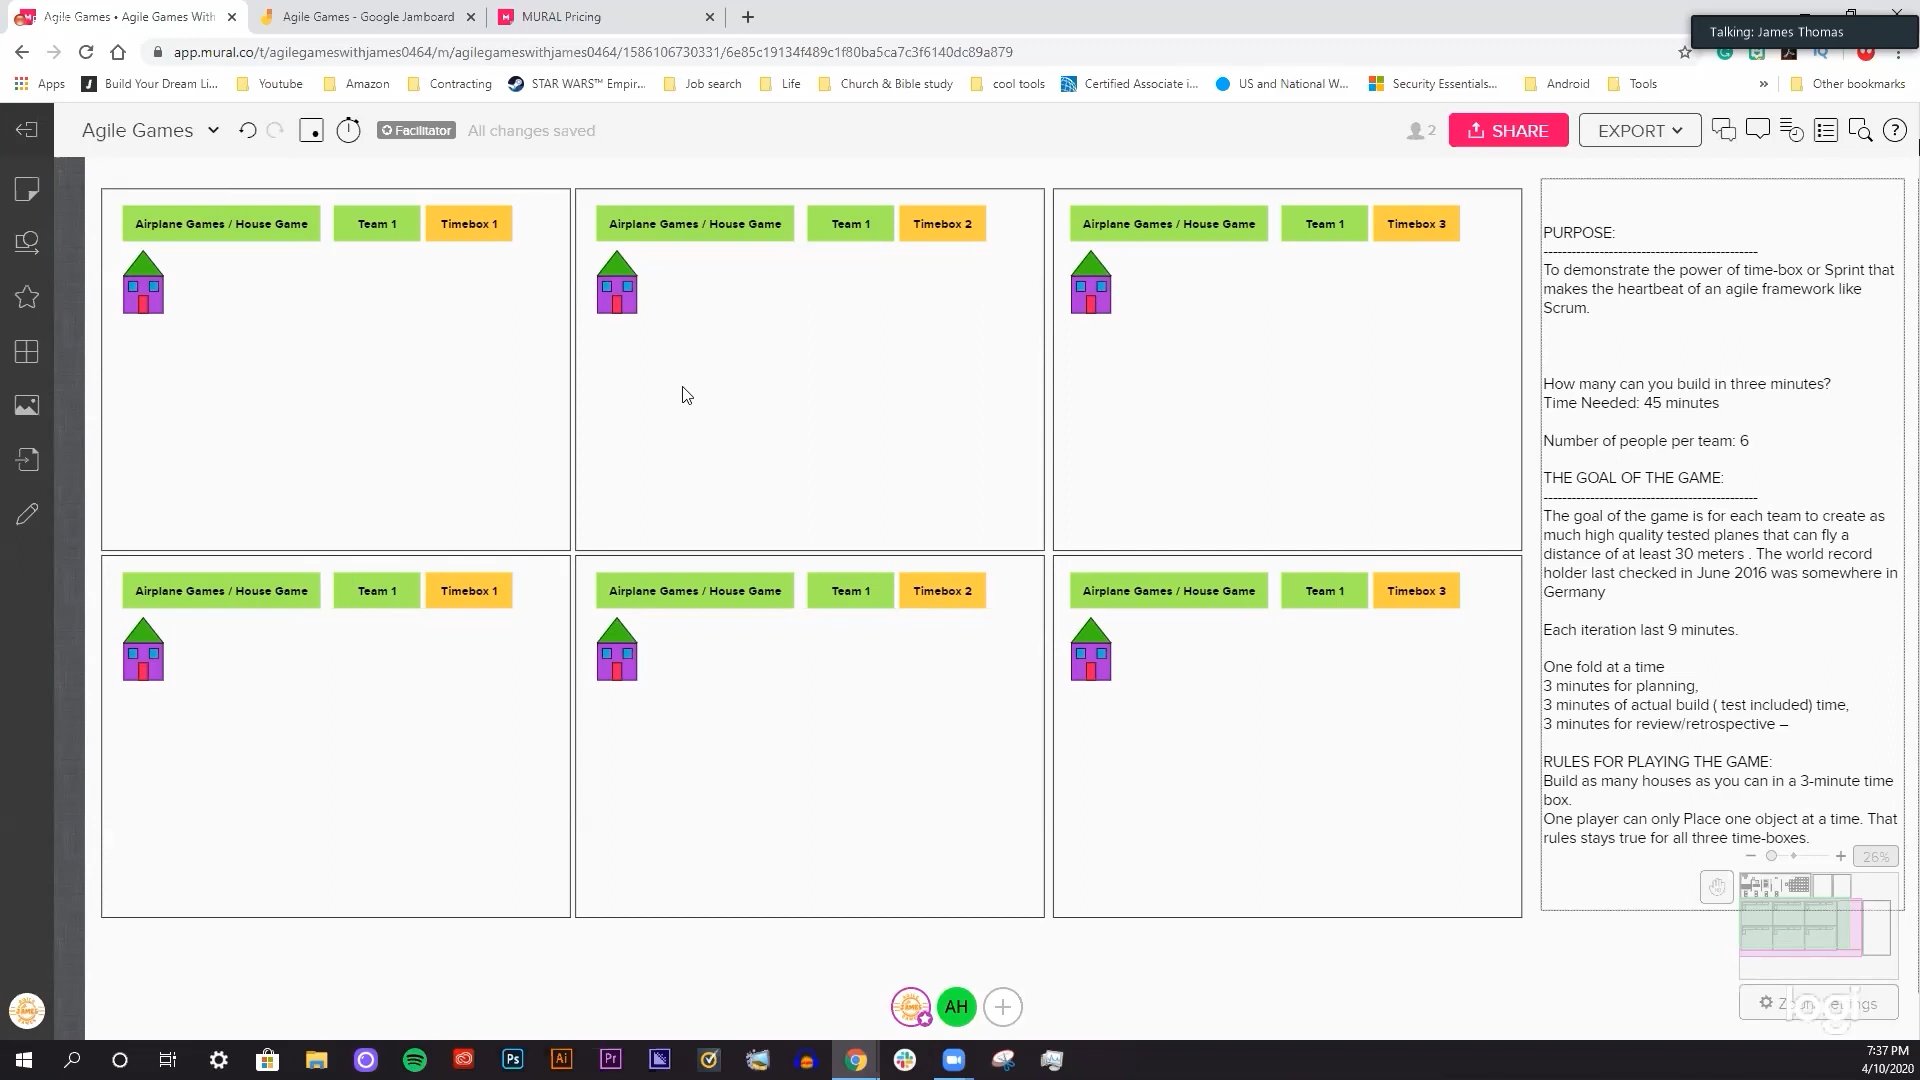 Agile Games • Agile Games With
Agile Games - Google Jamboard
MURAL Pricing
Talking: James Thomas
app.mural.co/t/agilegameswithjames0464/m/agilegameswithjames0464/1586106730331/6e85c19134f489c1f80ba5ca7c3f6140dc89a879
Apps
Build Your Dream Li...
Youtube
Amazon
Contracting
STAR WARS™ Empir...
Job search
Life
Church & Bible study
cool tools
Certified Associate i...
US and National W...
Security Essentials...
Android
Tools
»
Other bookmarks
Agile Games
Facilitator
All changes saved
2
SHARE
EXPORT
?
Airplane Games / House Game
Team 1
Timebox 1
Airplane Games / House Game
Team 1
Timebox 2
Airplane Games / House Game
Team 1
Timebox 3
Airplane Games / House Game
Team 1
Timebox 1
Airplane Games / House Game
Team 1
Timebox 2
Airplane Games / House Game
Team 1
Timebox 3
PURPOSE:
----------------------------------------------
To demonstrate the power of time-box or Sprint that
makes the heartbeat of an agile framework like
Scrum.
How many can you build in three minutes?
Time Needed: 45 minutes
Number of people per team: 6
THE GOAL OF THE GAME:
----------------------------------------------
The goal of the game is for each team to create as
much high quality tested planes that can fly a
distance of at least 30 meters . The world record
holder last checked in June 2016 was somewhere in
Germany
Each iteration last 9 minutes.
One fold at a time
3 minutes for planning,
3 minutes of actual build ( test included) time,
3 minutes for review/retrospective –
RULES FOR PLAYING THE GAME:
Build as many houses as you can in a 3-minute time
box.
One player can only Place one object at a time. That
rules stays true for all three time-boxes.
26%
logi
AH
Ps
Ai
Pr
7:37 PM
4/10/2020